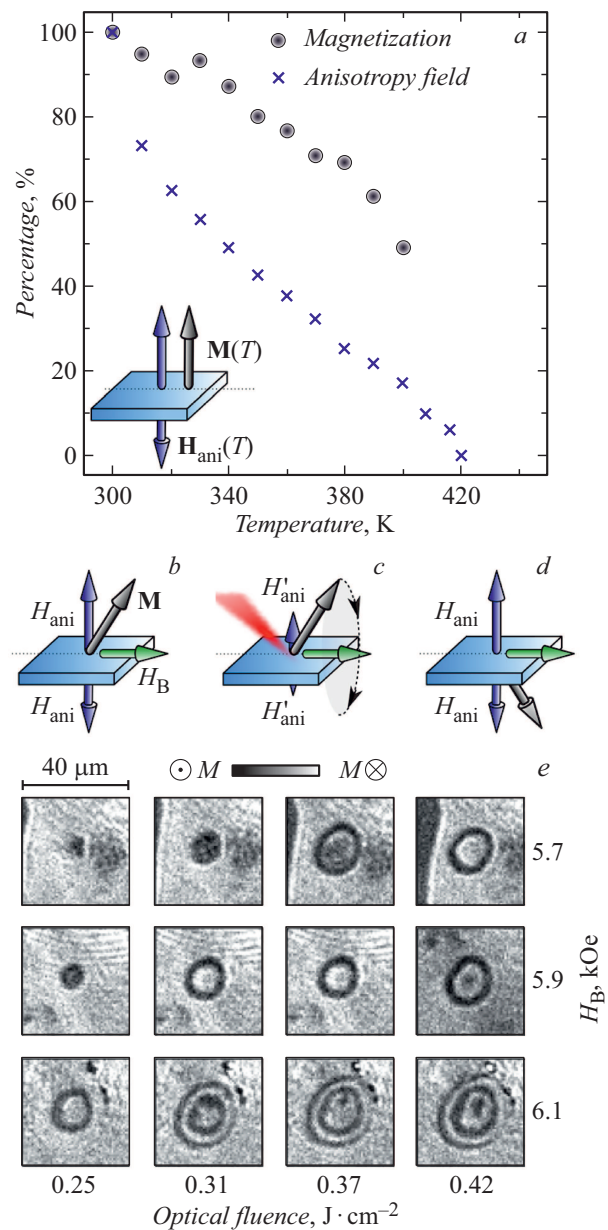 100
Magnetization
a
Anisotropy field
80
60
40
20
0
Percentage, %
M(T)
H_ani(T)
300
340
380
420
Temperature, K
b
H_ani
M
H_B
H_ani
c
H'_ani
H'_ani
d
H_ani
H_ani
40 μm
⊙ M
M ⊗
e
5.7
5.9
6.1
H_B, kOe
0.25
0.31
0.37
0.42
Optical fluence, J · cm⁻²